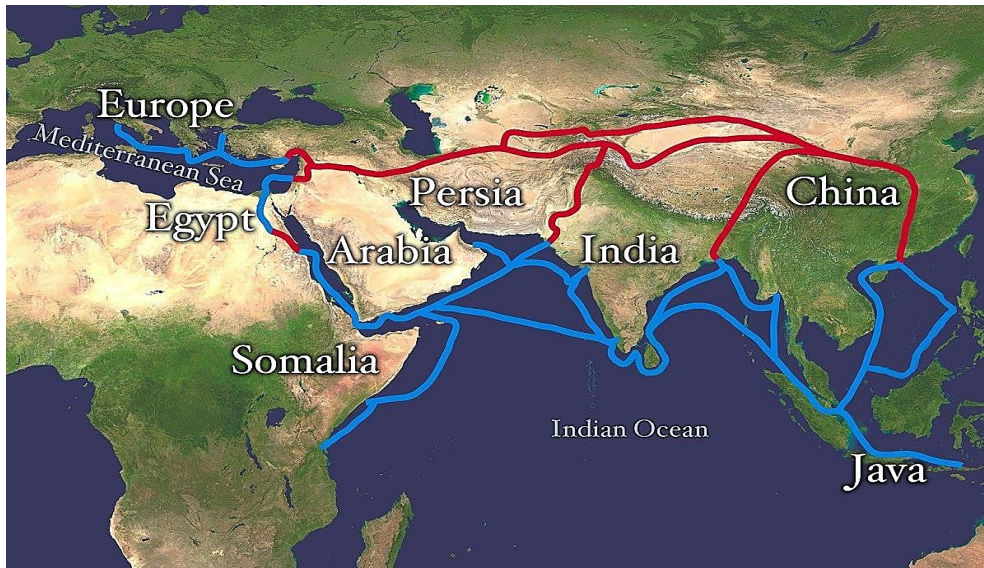 Europe
Mediterranean Sea
Egypt
Persia
China
Arabia
India
Somalia
Indian Ocean
Java